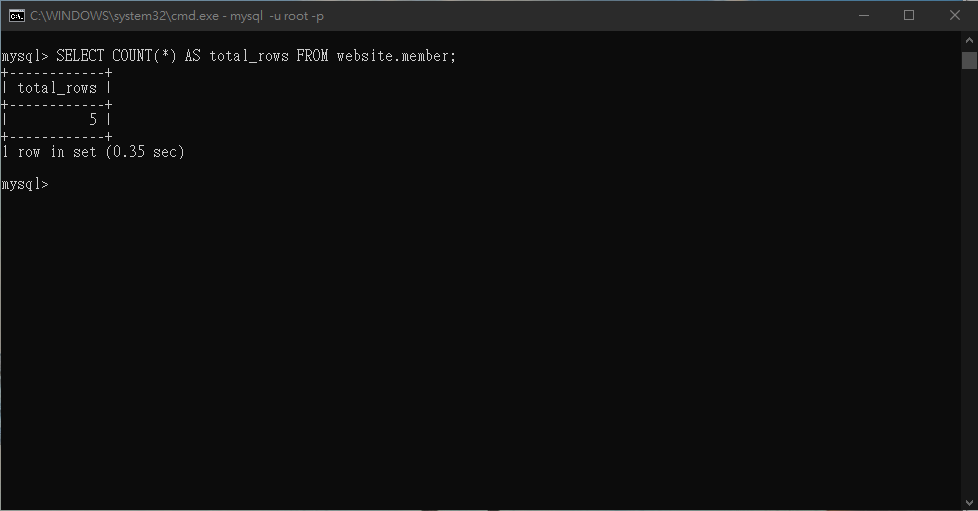 C:\WINDOWS\system32\cmd.exe - mysql  -u root -p
mysql> SELECT COUNT(*) AS total_rows FROM website.member;
+------------+
| total_rows |
+------------+
|          5 |
+------------+
1 row in set (0.35 sec)
mysql>